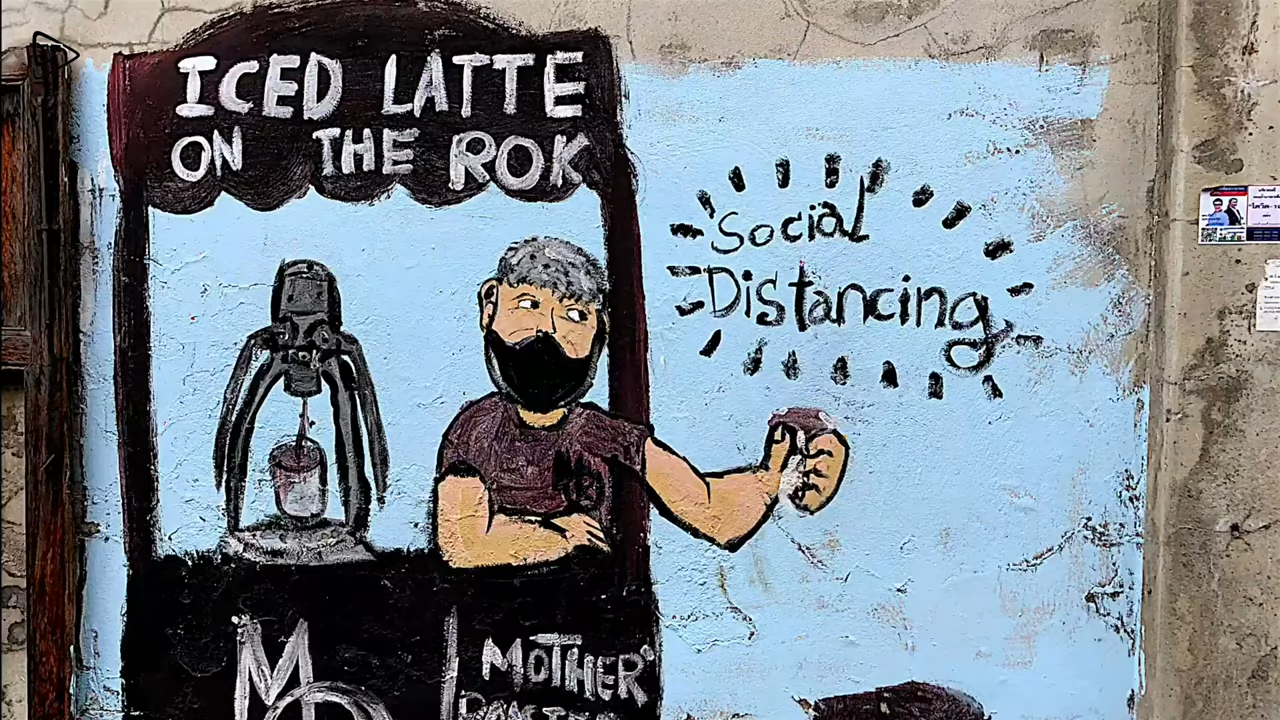 ICED LATTE
ON THE ROK
Social
Distancing
M
MOTHER